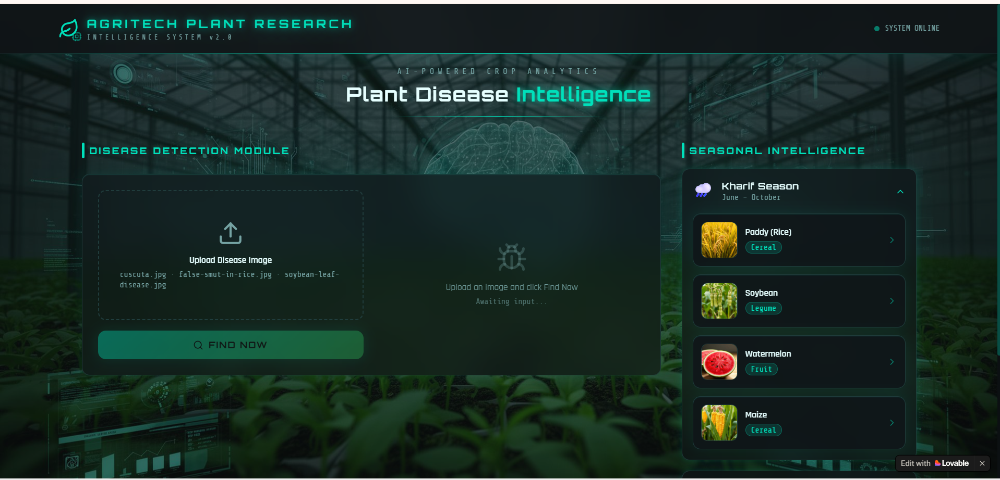 AGRITECH PLANT RESEARCH
INTELLIGENCE SYSTEM v2.0
SYSTEM ONLINE
AI-POWERED CROP ANALYTICS
Plant Disease Intelligence
DISEASE DETECTION MODULE
Upload Disease Image
cuscuta.jpg · false-smut-in-rice.jpg · soybean-leaf-
disease.jpg
FIND NOW
Upload an image and click Find Now
Awaiting input...
SEASONAL INTELLIGENCE
Kharif Season
June – October
Paddy (Rice)
Cereal
Soybean
Legume
Watermelon
Fruit
Maize
Cereal
Edit with Lovable